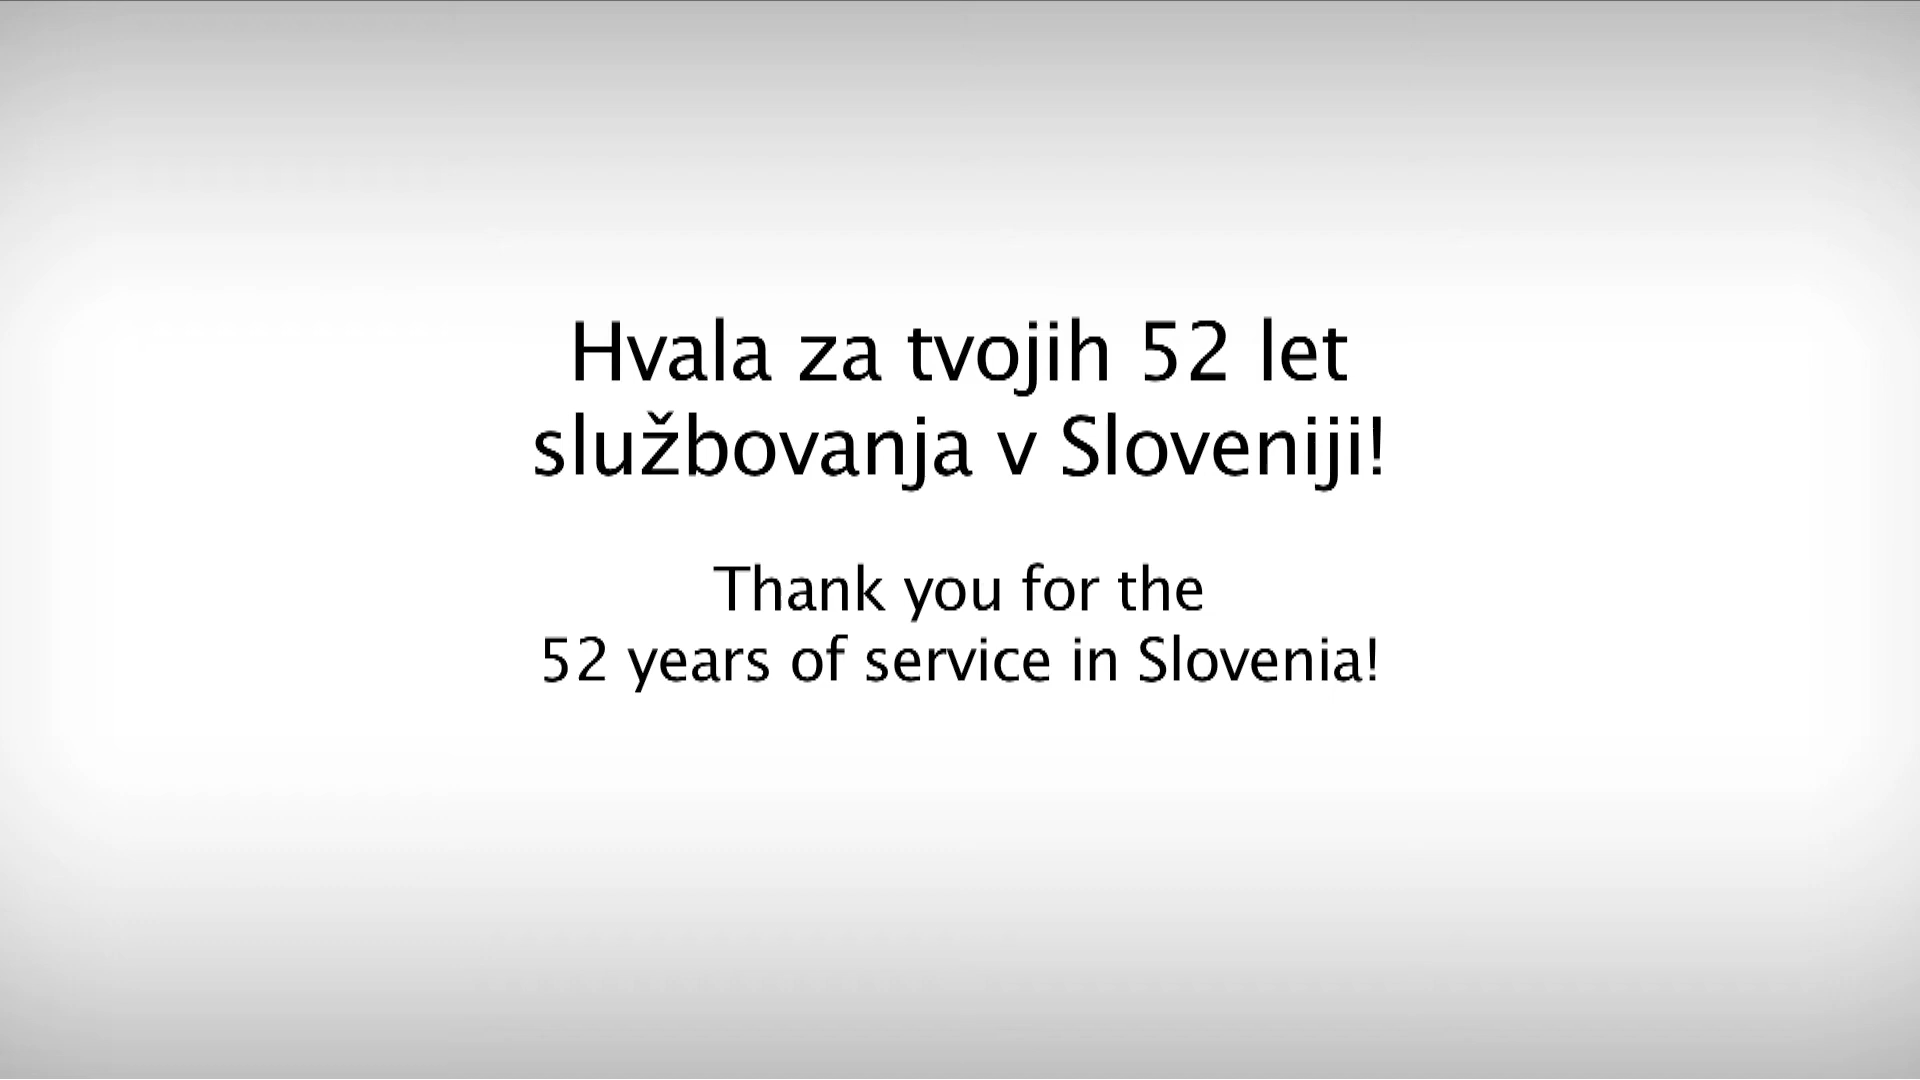 Hvala za tvojih 52 let
službovanja v Sloveniji!
Thank you for the
52 years of service in Slovenia!